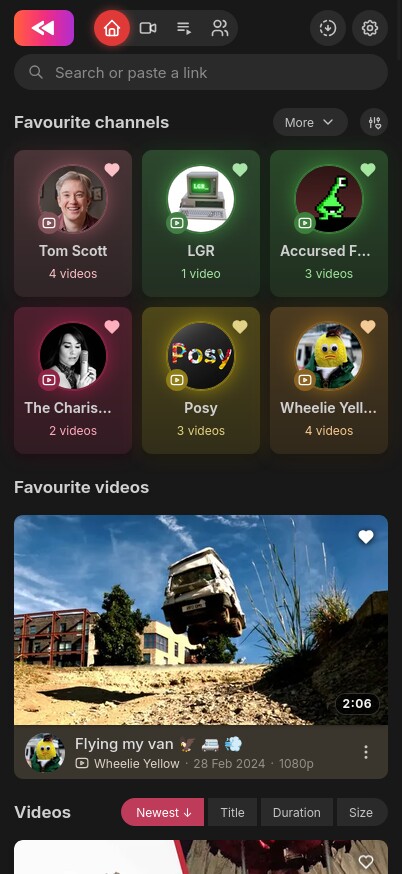 Search or paste a link
Favourite channels
More
Tom Scott
4 videos
LGR
1 video
Accursed F...
3 videos
The Charis...
2 videos
Posy
Posy
3 videos
Wheelie Yell...
4 videos
Favourite videos
2:06
Flying my van 🦅 🚐 💨
Wheelie Yellow · 28 Feb 2024 · 1080p
Videos
Newest ↓
Title
Duration
Size